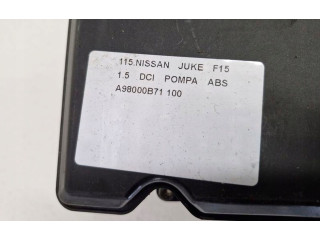 115.NISSAN JUKE F15
1.5 DCI POMPA ABS
A98000B71 100